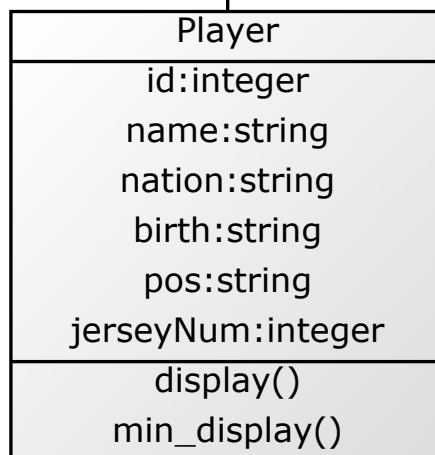 Player
id:integer
name:string
nation:string
birth:string
pos:string
jerseyNum:integer
display()
min_display()